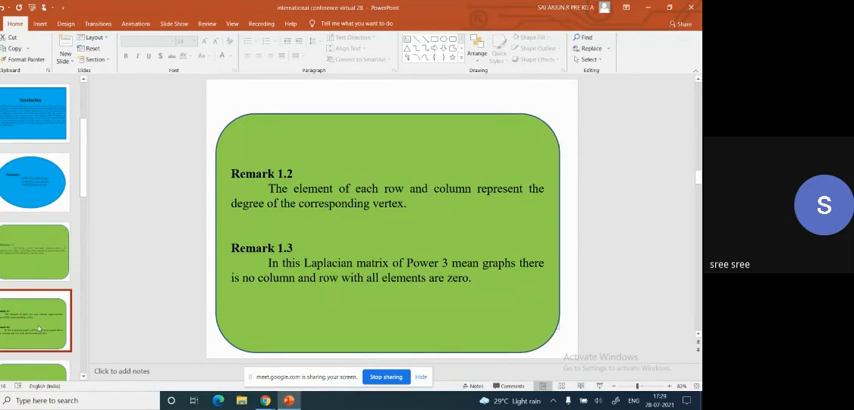 international conference virtual 28 - PowerPoint
SAI ARJUN.R PRE KG A
Home Insert Design Transitions Animations Slide Show Review View Recording Help Tell me what you want to do
Share
Cut
Copy
Format Painter
Clipboard
New
Slide
Layout
Reset
Section
Slides
B I U S
Font
Text Direction
Align Text
Convert to SmartArt
Paragraph
Arrange
Quick
Styles
Shape Fill
Shape Outline
Shape Effects
Drawing
Find
Replace
Select
Editing
Introduction
Remark 1.2
The element of each row and column represent the
degree of the corresponding vertex.
Remark 1.3
In this Laplacian matrix of Power 3 mean graphs there
is no column and row with all elements are zero.
S
sree sree
Activate Windows
Go to Settings to activate Windows.
Click to add notes
meet.google.com is sharing your screen.
Stop sharing
Hide
English (India)
Notes
Comments
82%
Type here to search
29°C Light rain
ENG
17:29
28-07-2021